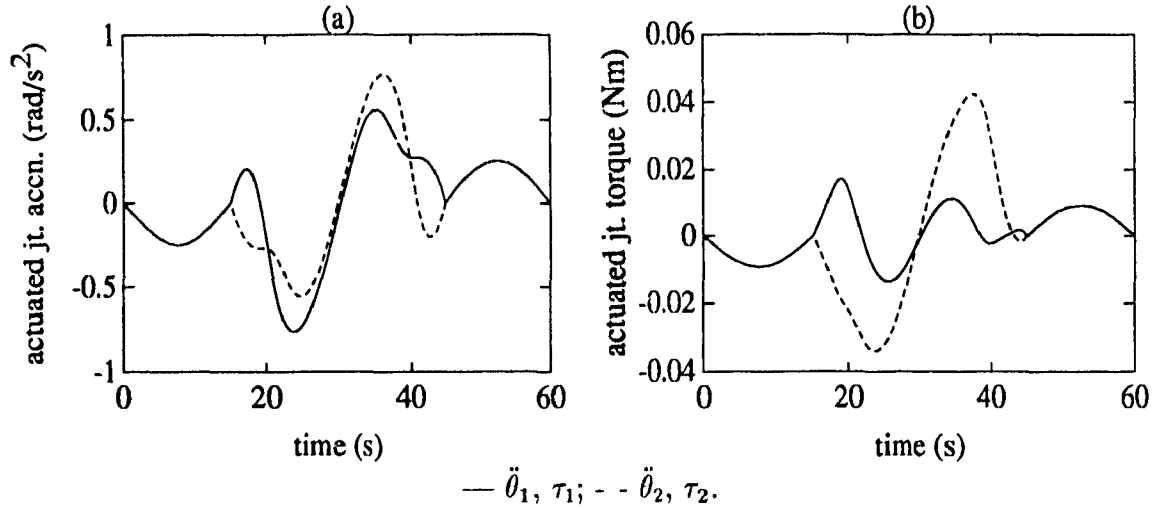 (a)
actuated jt. accn. (rad/s²)
1
0.5
0
-0.5
-1
0 20 40 60
time (s)
(b)
actuated jt. torque (Nm)
0.06
0.04
0.02
0
-0.02
-0.04
0 20 40 60
time (s)
— θ̈₁, τ₁; - - θ̈₂, τ₂.